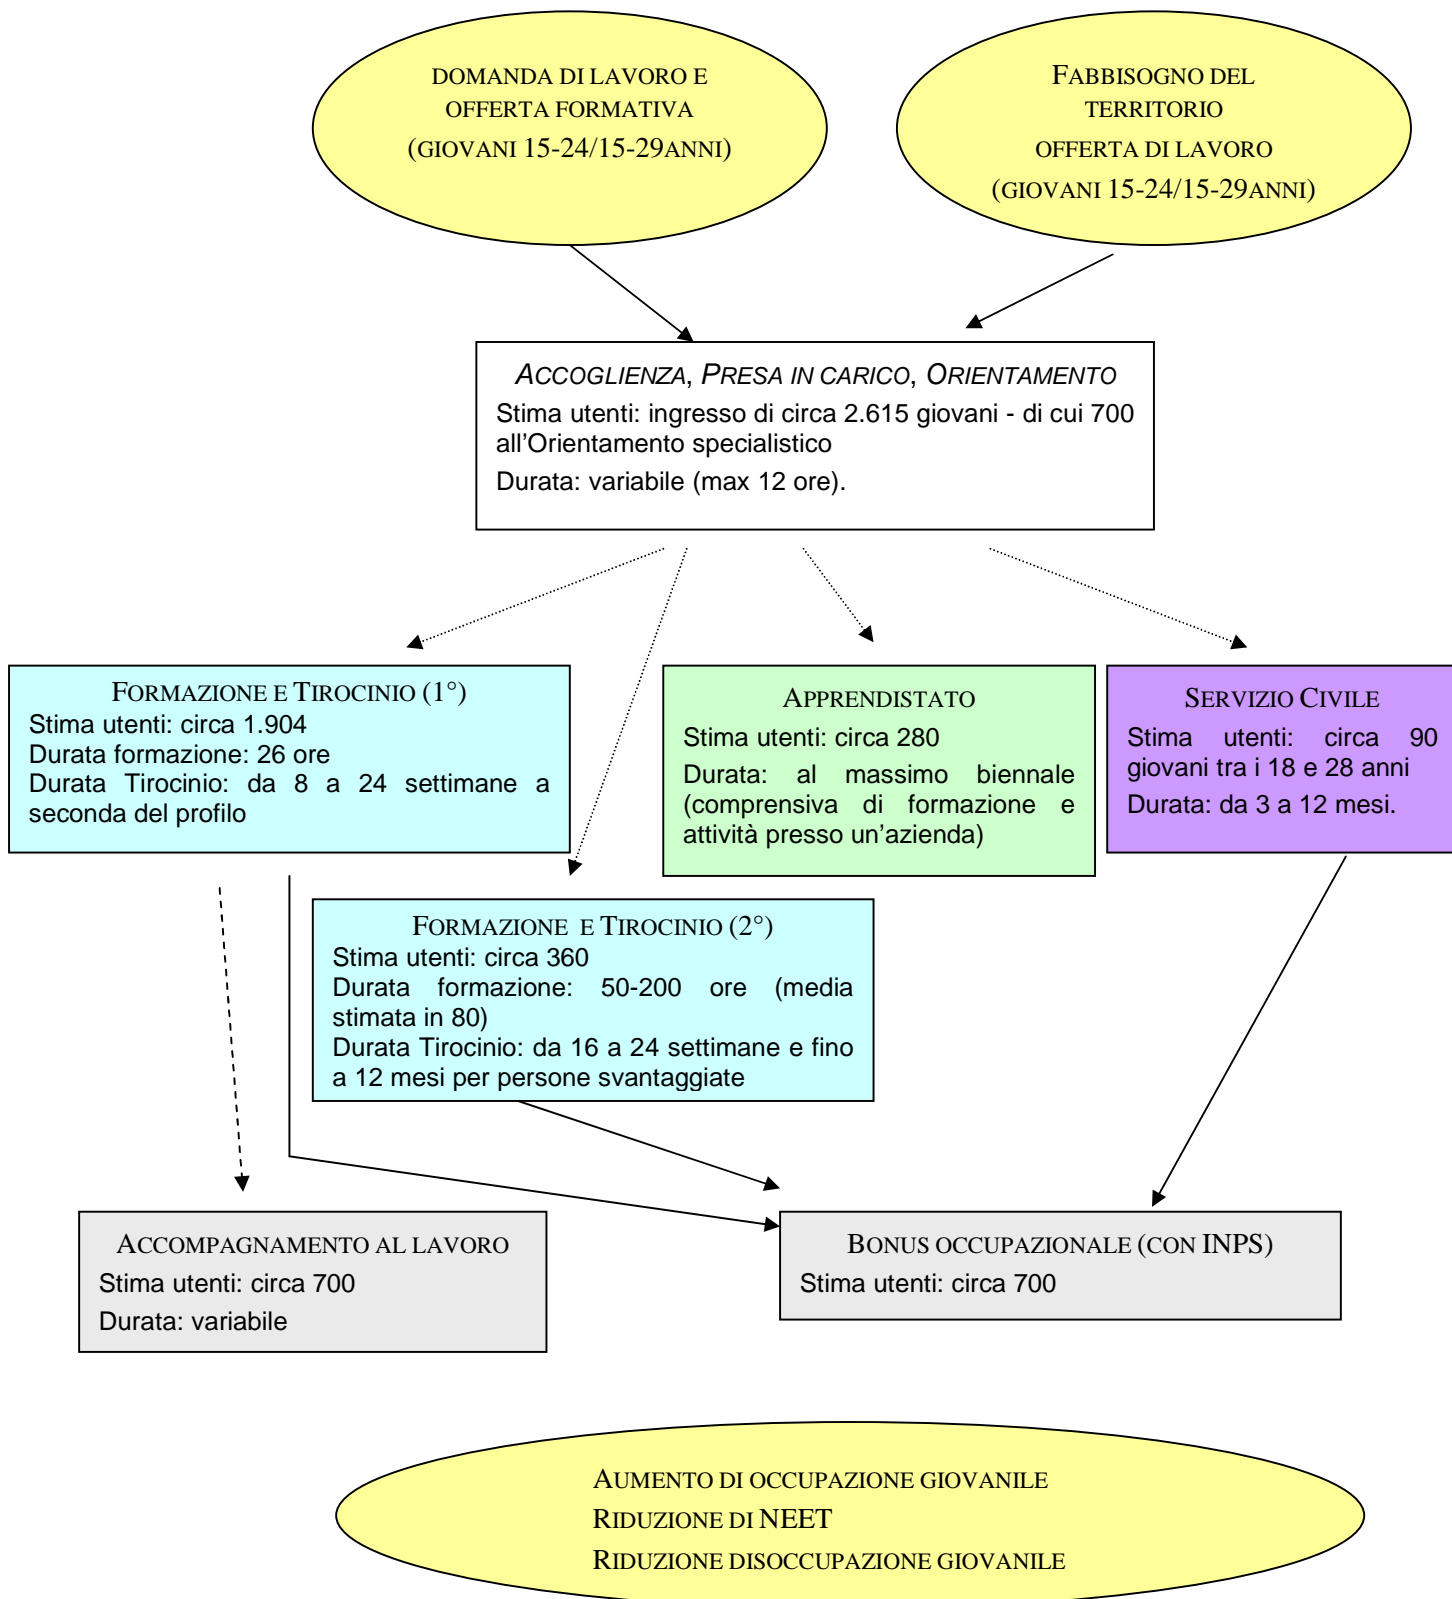 DOMANDA DI LAVORO E
OFFERTA FORMATIVA
(GIOVANI 15-24/15-29ANNI)
FABBISOGNO DEL
TERRITORIO
OFFERTA DI LAVORO
(GIOVANI 15-24/15-29ANNI)
ACCOGLIENZA, PRESA IN CARICO, ORIENTAMENTO
Stima utenti: ingresso di circa 2.615 giovani - di cui 700
all’Orientamento specialistico
Durata: variabile (max 12 ore).
FORMAZIONE E TIROCINIO (1°)
Stima utenti: circa 1.904
Durata formazione: 26 ore
Durata Tirocinio: da 8 a 24 settimane a
seconda del profilo
APPRENDISTATO
Stima utenti: circa 280
Durata: al massimo biennale
(comprensiva di formazione e
attività presso un’azienda)
SERVIZIO CIVILE
Stima utenti: circa 90
giovani tra i 18 e 28 anni
Durata: da 3 a 12 mesi.
FORMAZIONE E TIROCINIO (2°)
Stima utenti: circa 360
Durata formazione: 50-200 ore (media
stimata in 80)
Durata Tirocinio: da 16 a 24 settimane e fino
a 12 mesi per persone svantaggiate
ACCOMPAGNAMENTO AL LAVORO
Stima utenti: circa 700
Durata: variabile
BONUS OCCUPAZIONALE (CON INPS)
Stima utenti: circa 700
AUMENTO DI OCCUPAZIONE GIOVANILE
RIDUZIONE DI NEET
RIDUZIONE DISOCCUPAZIONE GIOVANILE